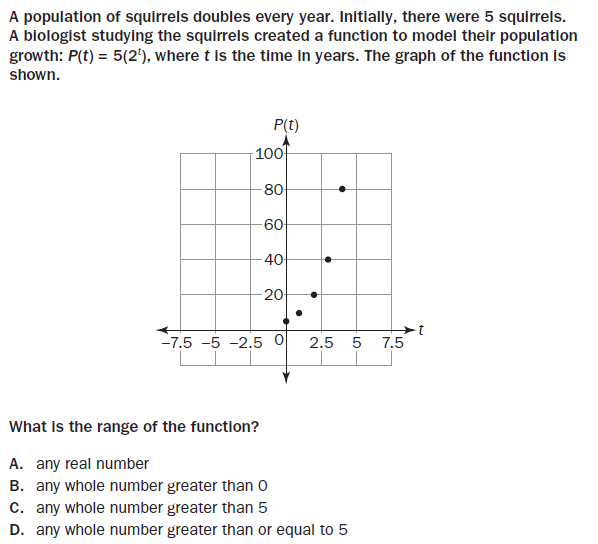 A population of squirrels doubles every year. Initially, there were 5 squirrels.
A biologist studying the squirrels created a function to model their population
growth: P(t) = 5(2ᵗ), where t is the time in years. The graph of the function is
shown.
P(t)
100
80
60
40
20
−7.5 −5 −2.5 0 2.5 5 7.5 t
What is the range of the function?
A. any real number
B. any whole number greater than 0
C. any whole number greater than 5
D. any whole number greater than or equal to 5